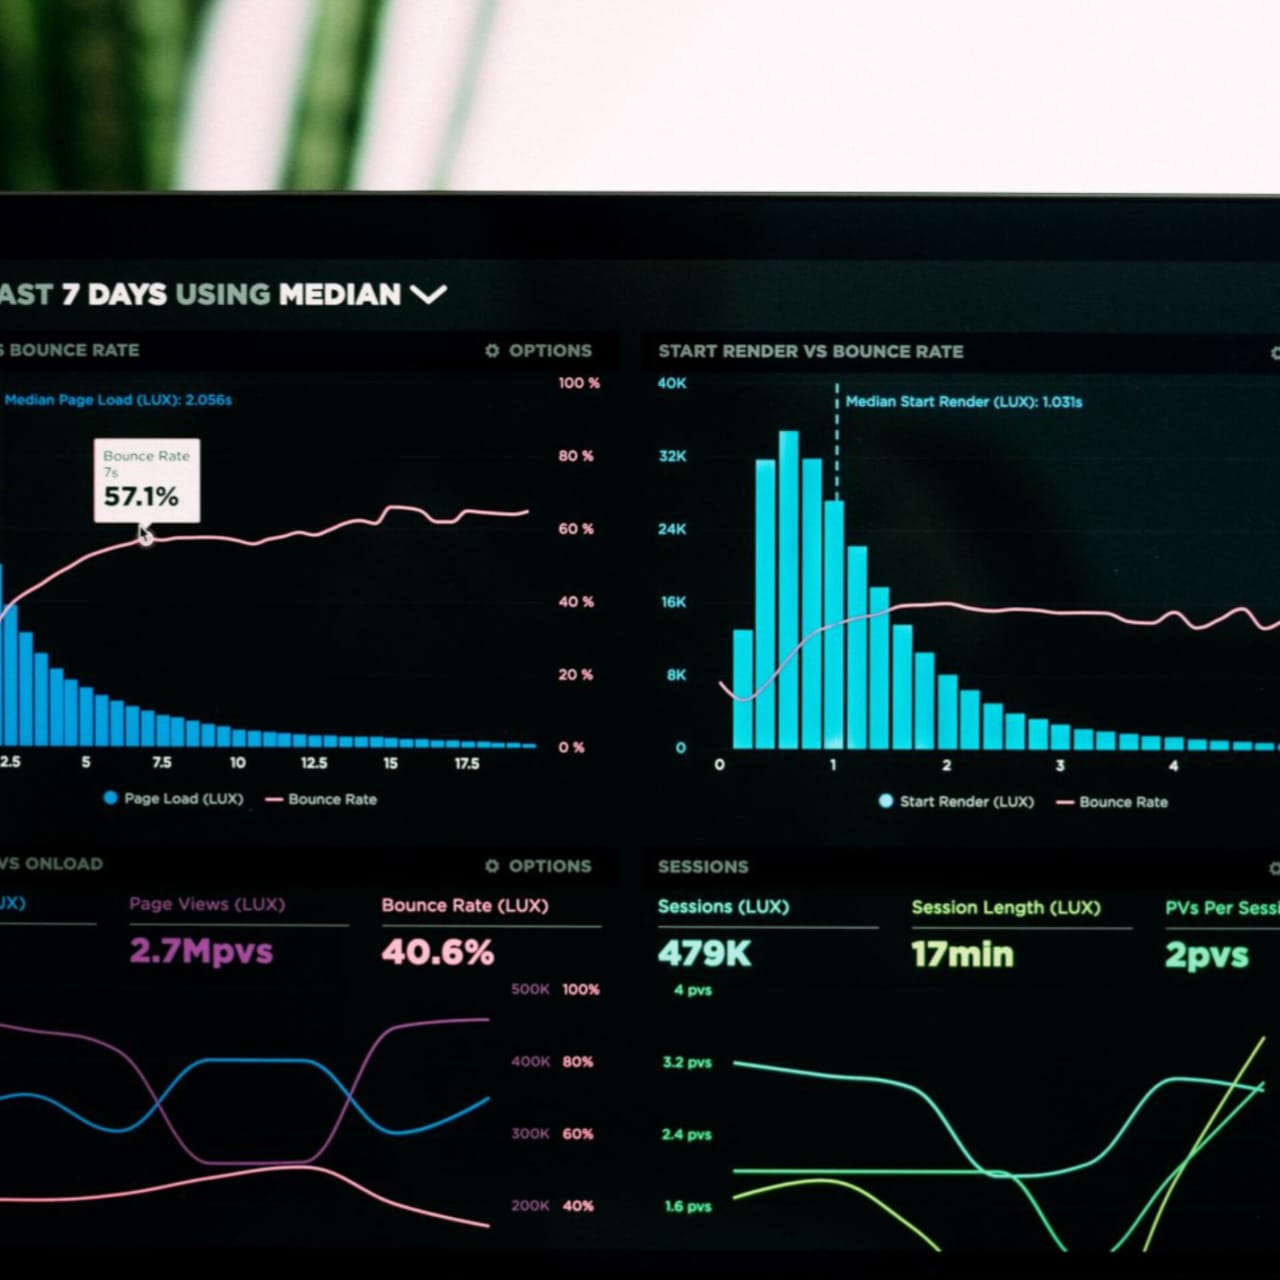 AST 7 DAYS USING MEDIAN
S BOUNCE RATE
OPTIONS
Median Page Load (LUX): 2.056s
Bounce Rate
7s
57.1%
100 %
80 %
60 %
40 %
20 %
0 %
2.5 5 7.5 10 12.5 15 17.5
Page Load (LUX) Bounce Rate
START RENDER VS BOUNCE RATE
Median Start Render (LUX): 1.031s
40K
32K
24K
16K
8K
0
0 1 2 3 4
Start Render (LUX) Bounce Rate
VS ONLOAD
OPTIONS
UX)
Page Views (LUX)
2.7Mpvs
Bounce Rate (LUX)
40.6%
500K 100%
400K 80%
300K 60%
200K 40%
SESSIONS
Sessions (LUX)
479K
Session Length (LUX)
17min
PVs Per Sessi
2pvs
4 pvs
3.2 pvs
2.4 pvs
1.6 pvs